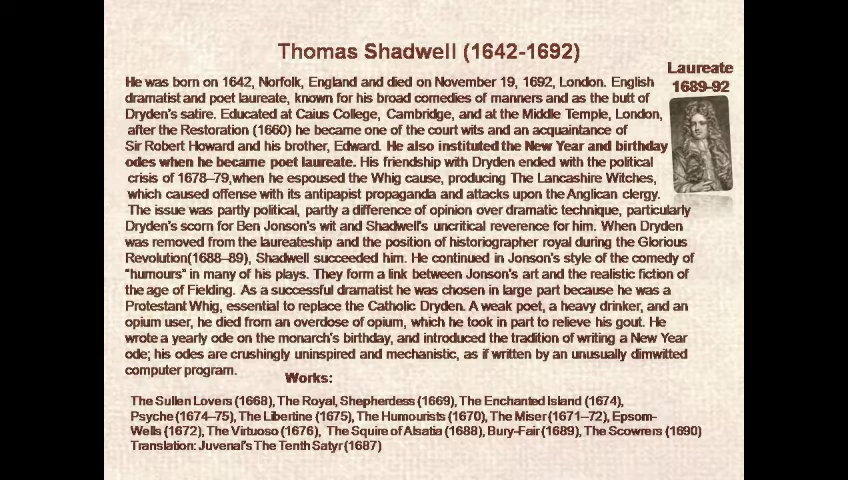 Thomas Shadwell (1642-1692)
Laureate
1689-92
He was born on 1642, Norfolk, England and died on November 19, 1692, London. English
dramatist and poet laureate, known for his broad comedies of manners and as the butt of
Dryden's satire. Educated at Caius College, Cambridge, and at the Middle Temple, London,
after the Restoration (1660) he became one of the court wits and an acquaintance of
Sir Robert Howard and his brother, Edward. He also instituted the New Year and birthday
odes when he became poet laureate. His friendship with Dryden ended with the political
crisis of 1678–79,when he espoused the Whig cause, producing The Lancashire Witches,
which caused offense with its antipapist propaganda and attacks upon the Anglican clergy.
The issue was partly political, partly a difference of opinion over dramatic technique, particularly
Dryden's scorn for Ben Jonson's wit and Shadwell's uncritical reverence for him. When Dryden
was removed from the laureateship and the position of historiographer royal during the Glorious
Revolution(1688–89), Shadwell succeeded him. He continued in Jonson's style of the comedy of
"humours" in many of his plays. They form a link between Jonson's art and the realistic fiction of
the age of Fielding. As a successful dramatist he was chosen in large part because he was a
Protestant Whig, essential to replace the Catholic Dryden. A weak poet, a heavy drinker, and an
opium user, he died from an overdose of opium, which he took in part to relieve his gout. He
wrote a yearly ode on the monarch's birthday, and introduced the tradition of writing a New Year
ode; his odes are crushingly uninspired and mechanistic, as if written by an unusually dimwitted
computer program.
Works:
The Sullen Lovers (1668), The Royal, Shepherdess (1669), The Enchanted Island (1674),
Psyche (1674–75), The Libertine (1675), The Humourists (1670), The Miser (1671–72), Epsom-
Wells (1672), The Virtuoso (1676), The Squire of Alsatia (1688), Bury-Fair (1689), The Scowrers (1690)
Translation: Juvenal's The Tenth Satyr (1687)